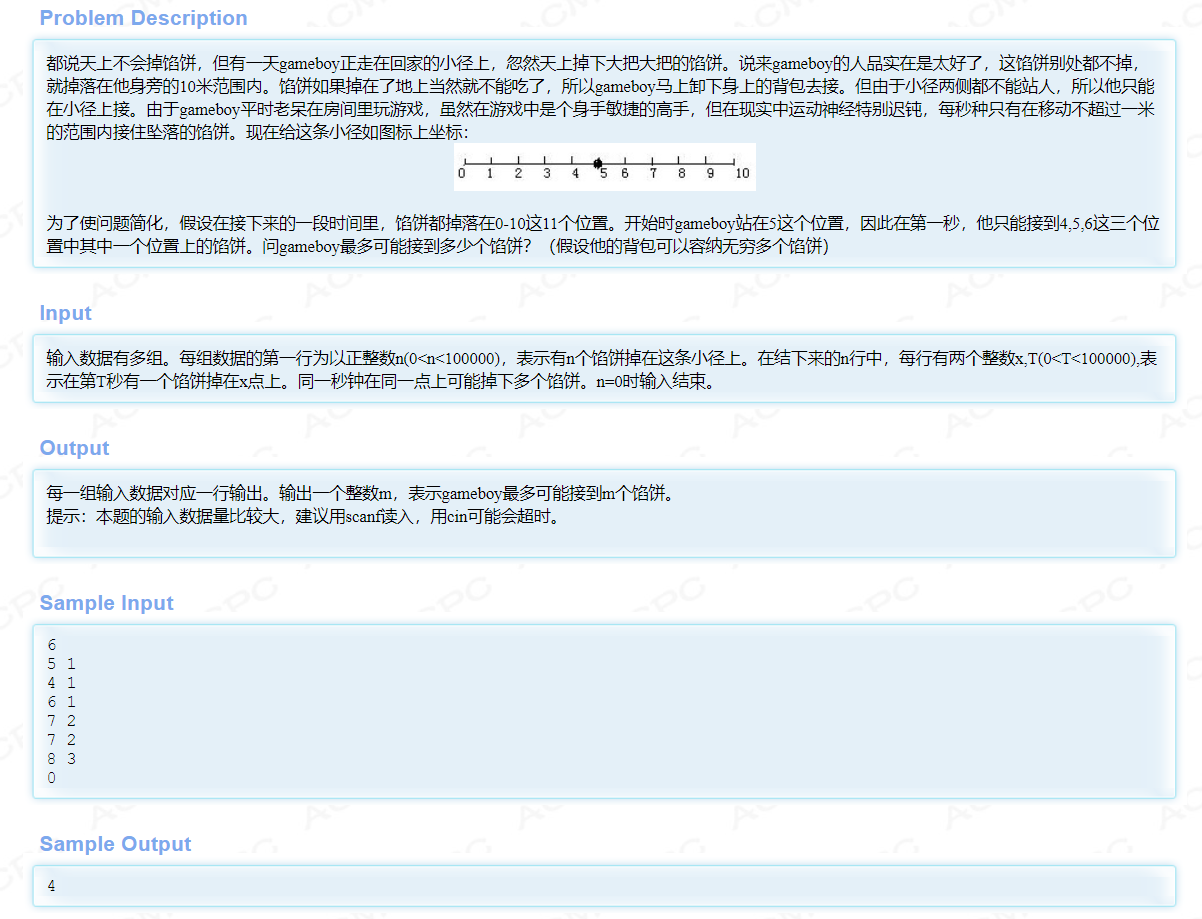 Problem Description
都说天上不会掉馅饼，但有一天gameboy正走在回家的小径上，忽然天上掉下大把大把的馅饼。说来gameboy的人品实在是太好了，这馅饼别处都不掉，
就掉落在他身旁的10米范围内。馅饼如果掉在了地上当然就不能吃了，所以gameboy马上卸下身上的背包去接。但由于小径两侧都不能站人，所以他只能
在小径上接。由于gameboy平时老呆在房间里玩游戏，虽然在游戏中是个身手敏捷的高手，但在现实中运动神经特别迟钝，每秒种只有在移动不超过一米
的范围内接住坠落的馅饼。现在给这条小径如图标上坐标：
0 1 2 3 4 5 6 7 8 9 10
为了使问题简化，假设在接下来的一段时间里，馅饼都掉落在0-10这11个位置。开始时gameboy站在5这个位置，因此在第一秒，他只能接到4,5,6这三个位
置中其中一个位置上的馅饼。问gameboy最多可能接到多少个馅饼？（假设他的背包可以容纳无穷多个馅饼）
Input
输入数据有多组。每组数据的第一行为以正整数n(0<n<100000)，表示有n个馅饼掉在这条小径上。在结下来的n行中，每行有两个整数x,T(0<T<100000),表
示在第T秒有一个馅饼掉在x点上。同一秒钟在同一点上可能掉下多个馅饼。n=0时输入结束。
Output
每一组输入数据对应一行输出。输出一个整数m，表示gameboy最多可能接到m个馅饼。
提示：本题的输入数据量比较大，建议用scanf读入，用cin可能会超时。
Sample Input
6
5 1
4 1
6 1
7 2
7 2
8 3
0
Sample Output
4